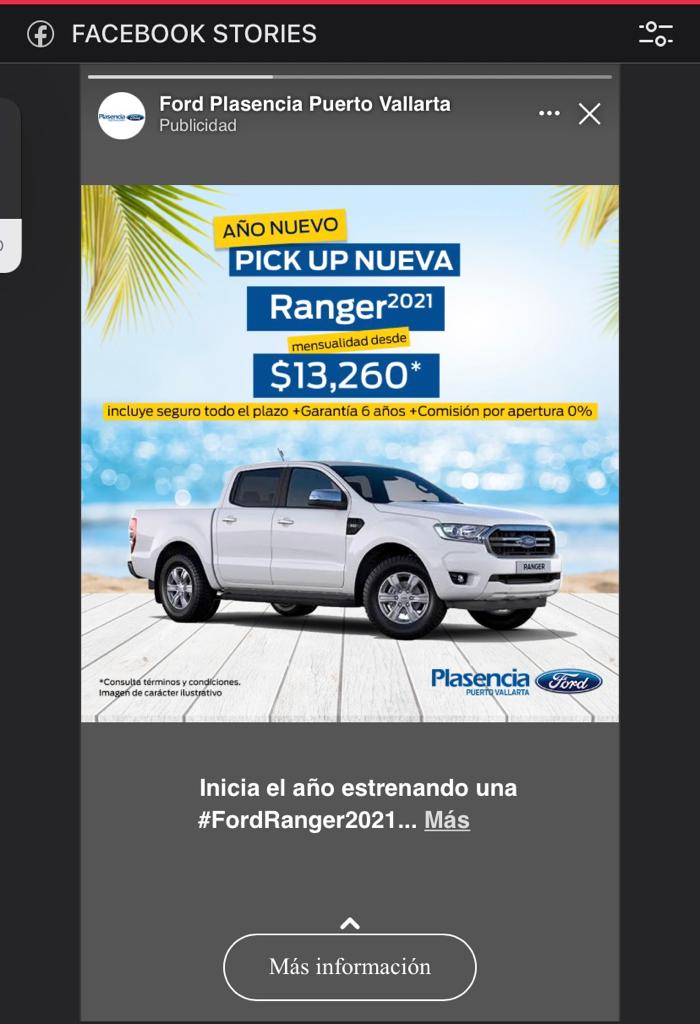 FACEBOOK STORIES
Ford Plasencia Puerto Vallarta
Publicidad
AÑO NUEVO
PICK UP NUEVA
Ranger2021
mensualidad desde
$13,260*
incluye seguro todo el plazo +Garantía 6 años +Comisión por apertura 0%
RANGER
*Consulta términos y condiciones.
Imagen de carácter ilustrativo
Plasencia Ford
PUERTO VALLARTA
Inicia el año estrenando una
#FordRanger2021... Más
Más información